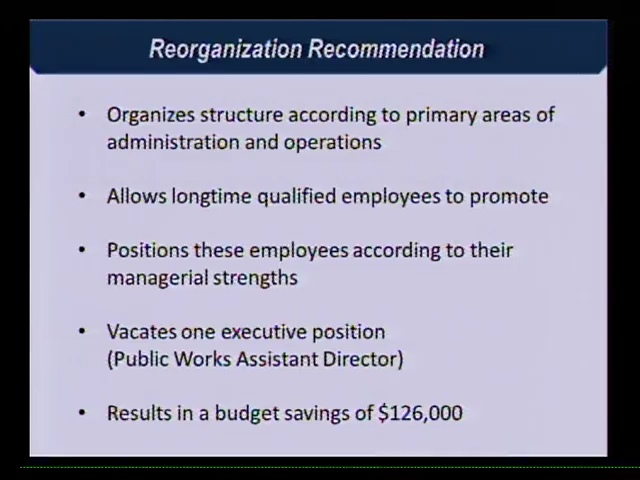 Reorganization Recommendation
• Organizes structure according to primary areas of
administration and operations
• Allows longtime qualified employees to promote
• Positions these employees according to their
managerial strengths
• Vacates one executive position
(Public Works Assistant Director)
• Results in a budget savings of $126,000